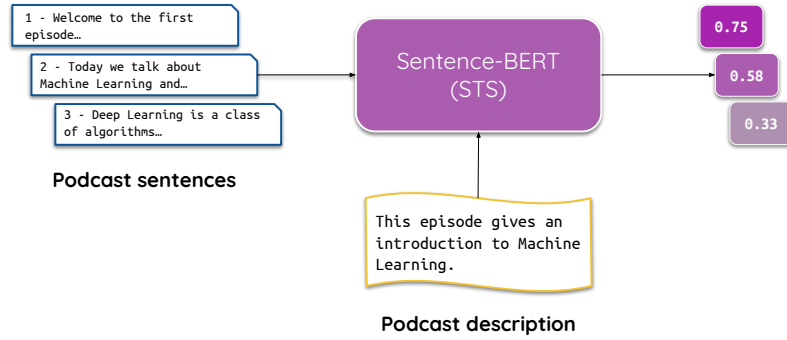 1 - Welcome to the first
episode…
2 - Today we talk about
Machine Learning and…
3 - Deep Learning is a class
of algorithms…
Podcast sentences
Sentence-BERT
(STS)
0.75
0.58
0.33
This episode gives an
introduction to Machine
Learning.
Podcast description